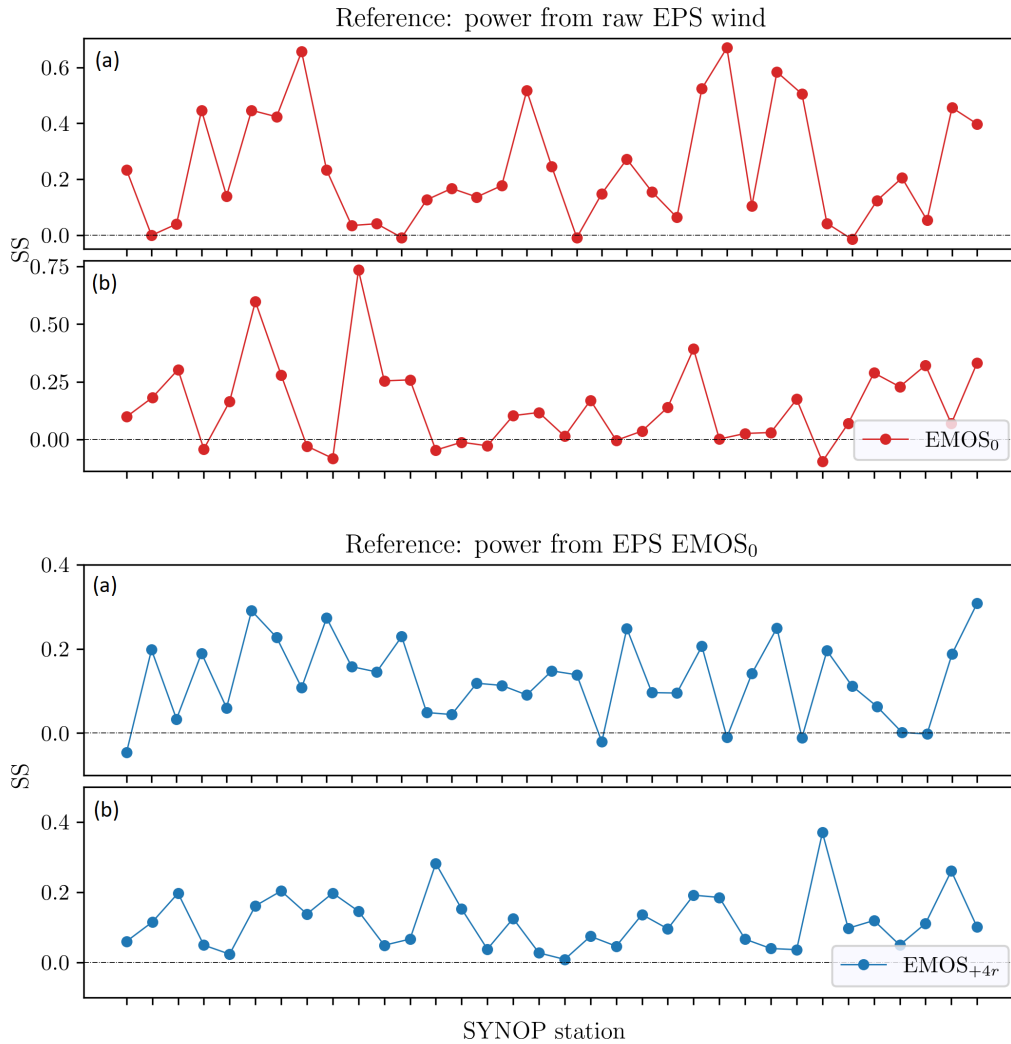 Reference: power from raw EPS wind
(a)
0.6
0.4
0.2
0.0
SS
(b)
0.75
0.50
0.25
0.00
EMOS₀
Reference: power from EPS EMOS₀
(a)
0.4
0.2
0.0
SS
(b)
0.4
0.2
0.0
EMOS₊₄ᵣ
SYNOP station